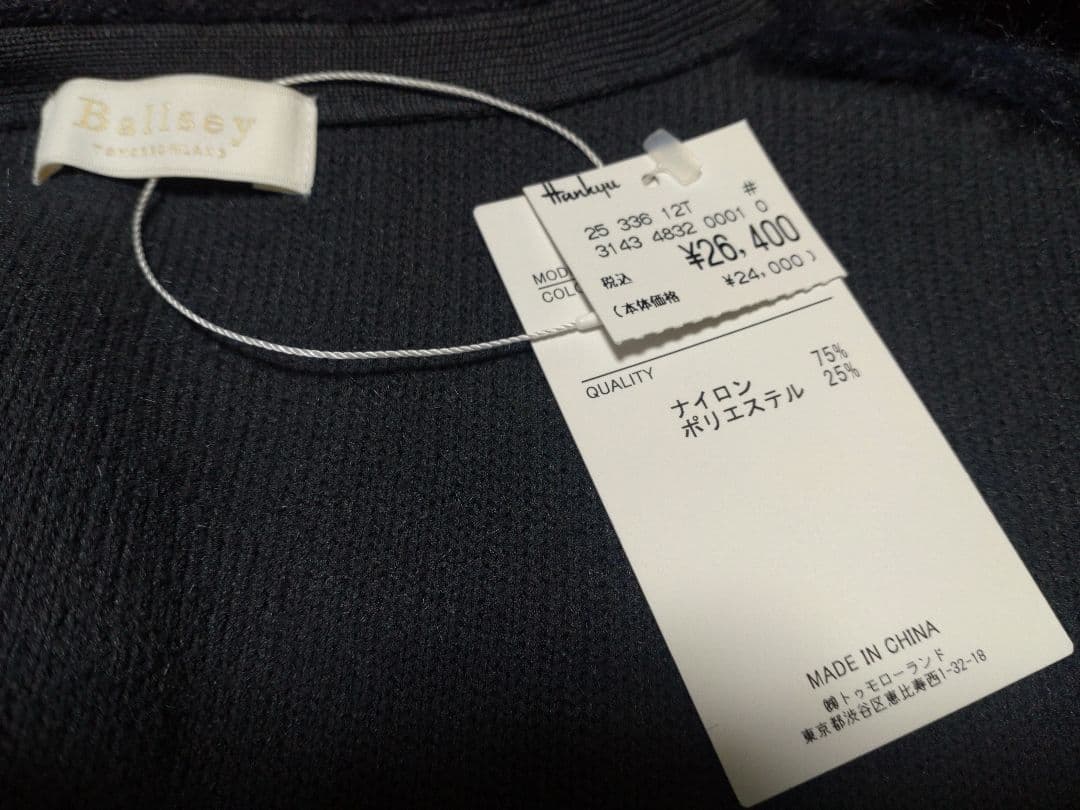 Ballsey
TOMORROWLAND
Hankyu
25 336 12T #
3143 4832 0001 0
¥26,400
税込
(本体価格 ¥24,000)
MOD
COLO
QUALITY
ナイロン 75%
ポリエステル 25%
MADE IN CHINA
㈱トゥモローランド
東京都渋谷区恵比寿西1-32-18